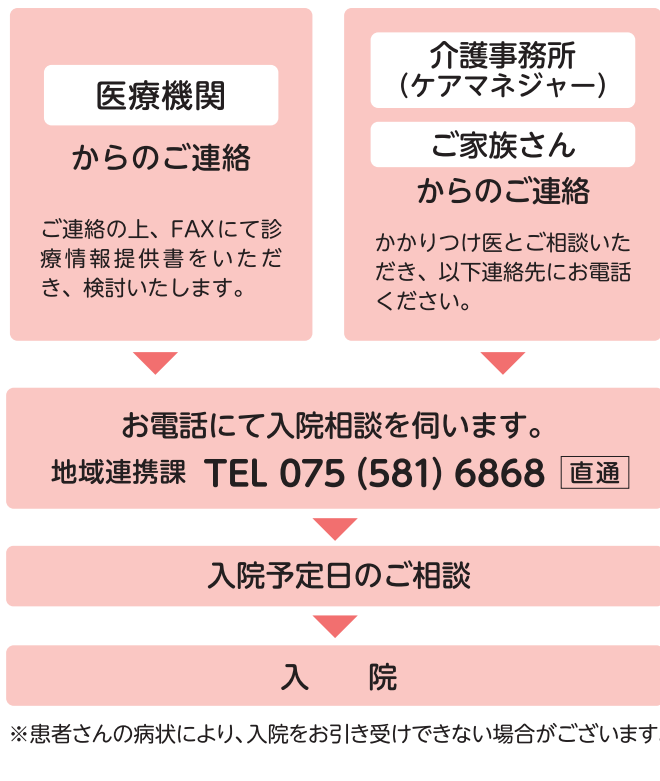 医療機関
からのご連絡
ご連絡の上、FAXにて診
療情報提供書をいただ
き、検討いたします。
介護事務所
（ケアマネジャー）
ご家族さん
からのご連絡
かかりつけ医とご相談いた
だき、以下連絡先にお電話
ください。
お電話にて入院相談を伺います。
地域連携課 TEL 075 (581) 6868 直通
入院予定日のご相談
入　院
※患者さんの病状により、入院をお引き受けできない場合がございます。